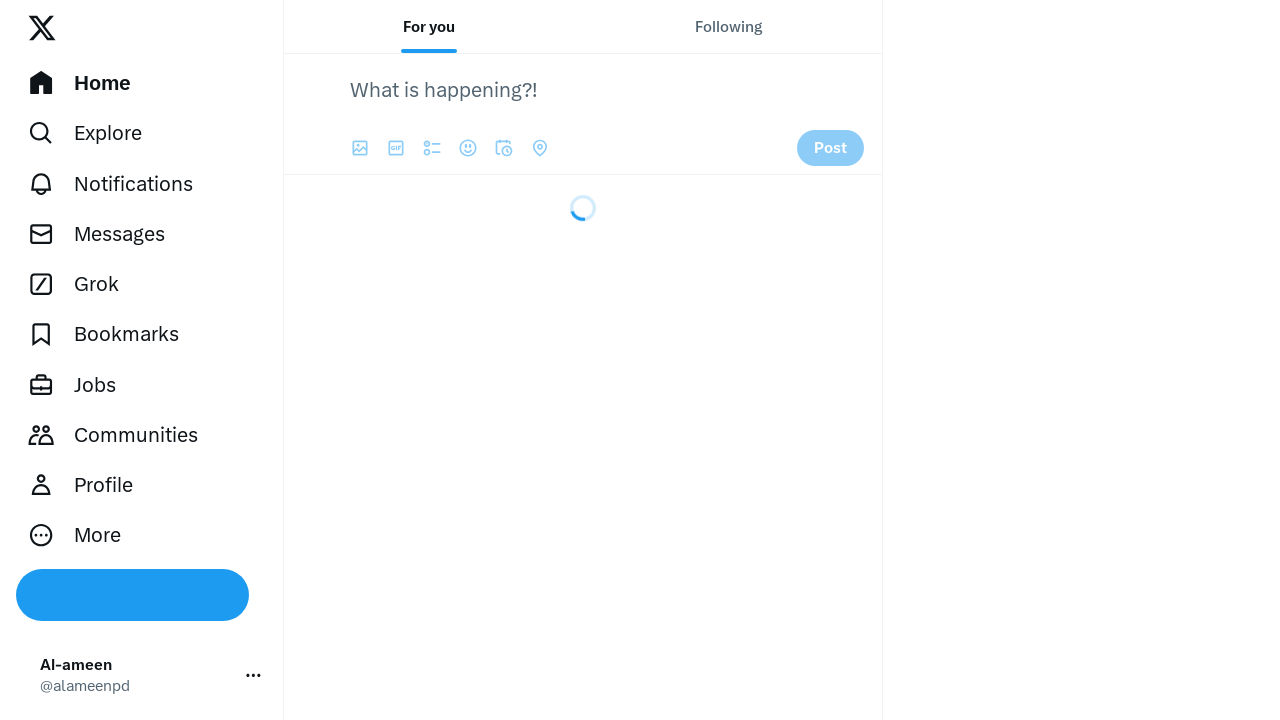 For you
Following
Home
Explore
Notifications
Messages
Grok
Bookmarks
Jobs
Communities
Profile
More
Al-ameen
@alameenpd
What is happening?!
GIF
Post